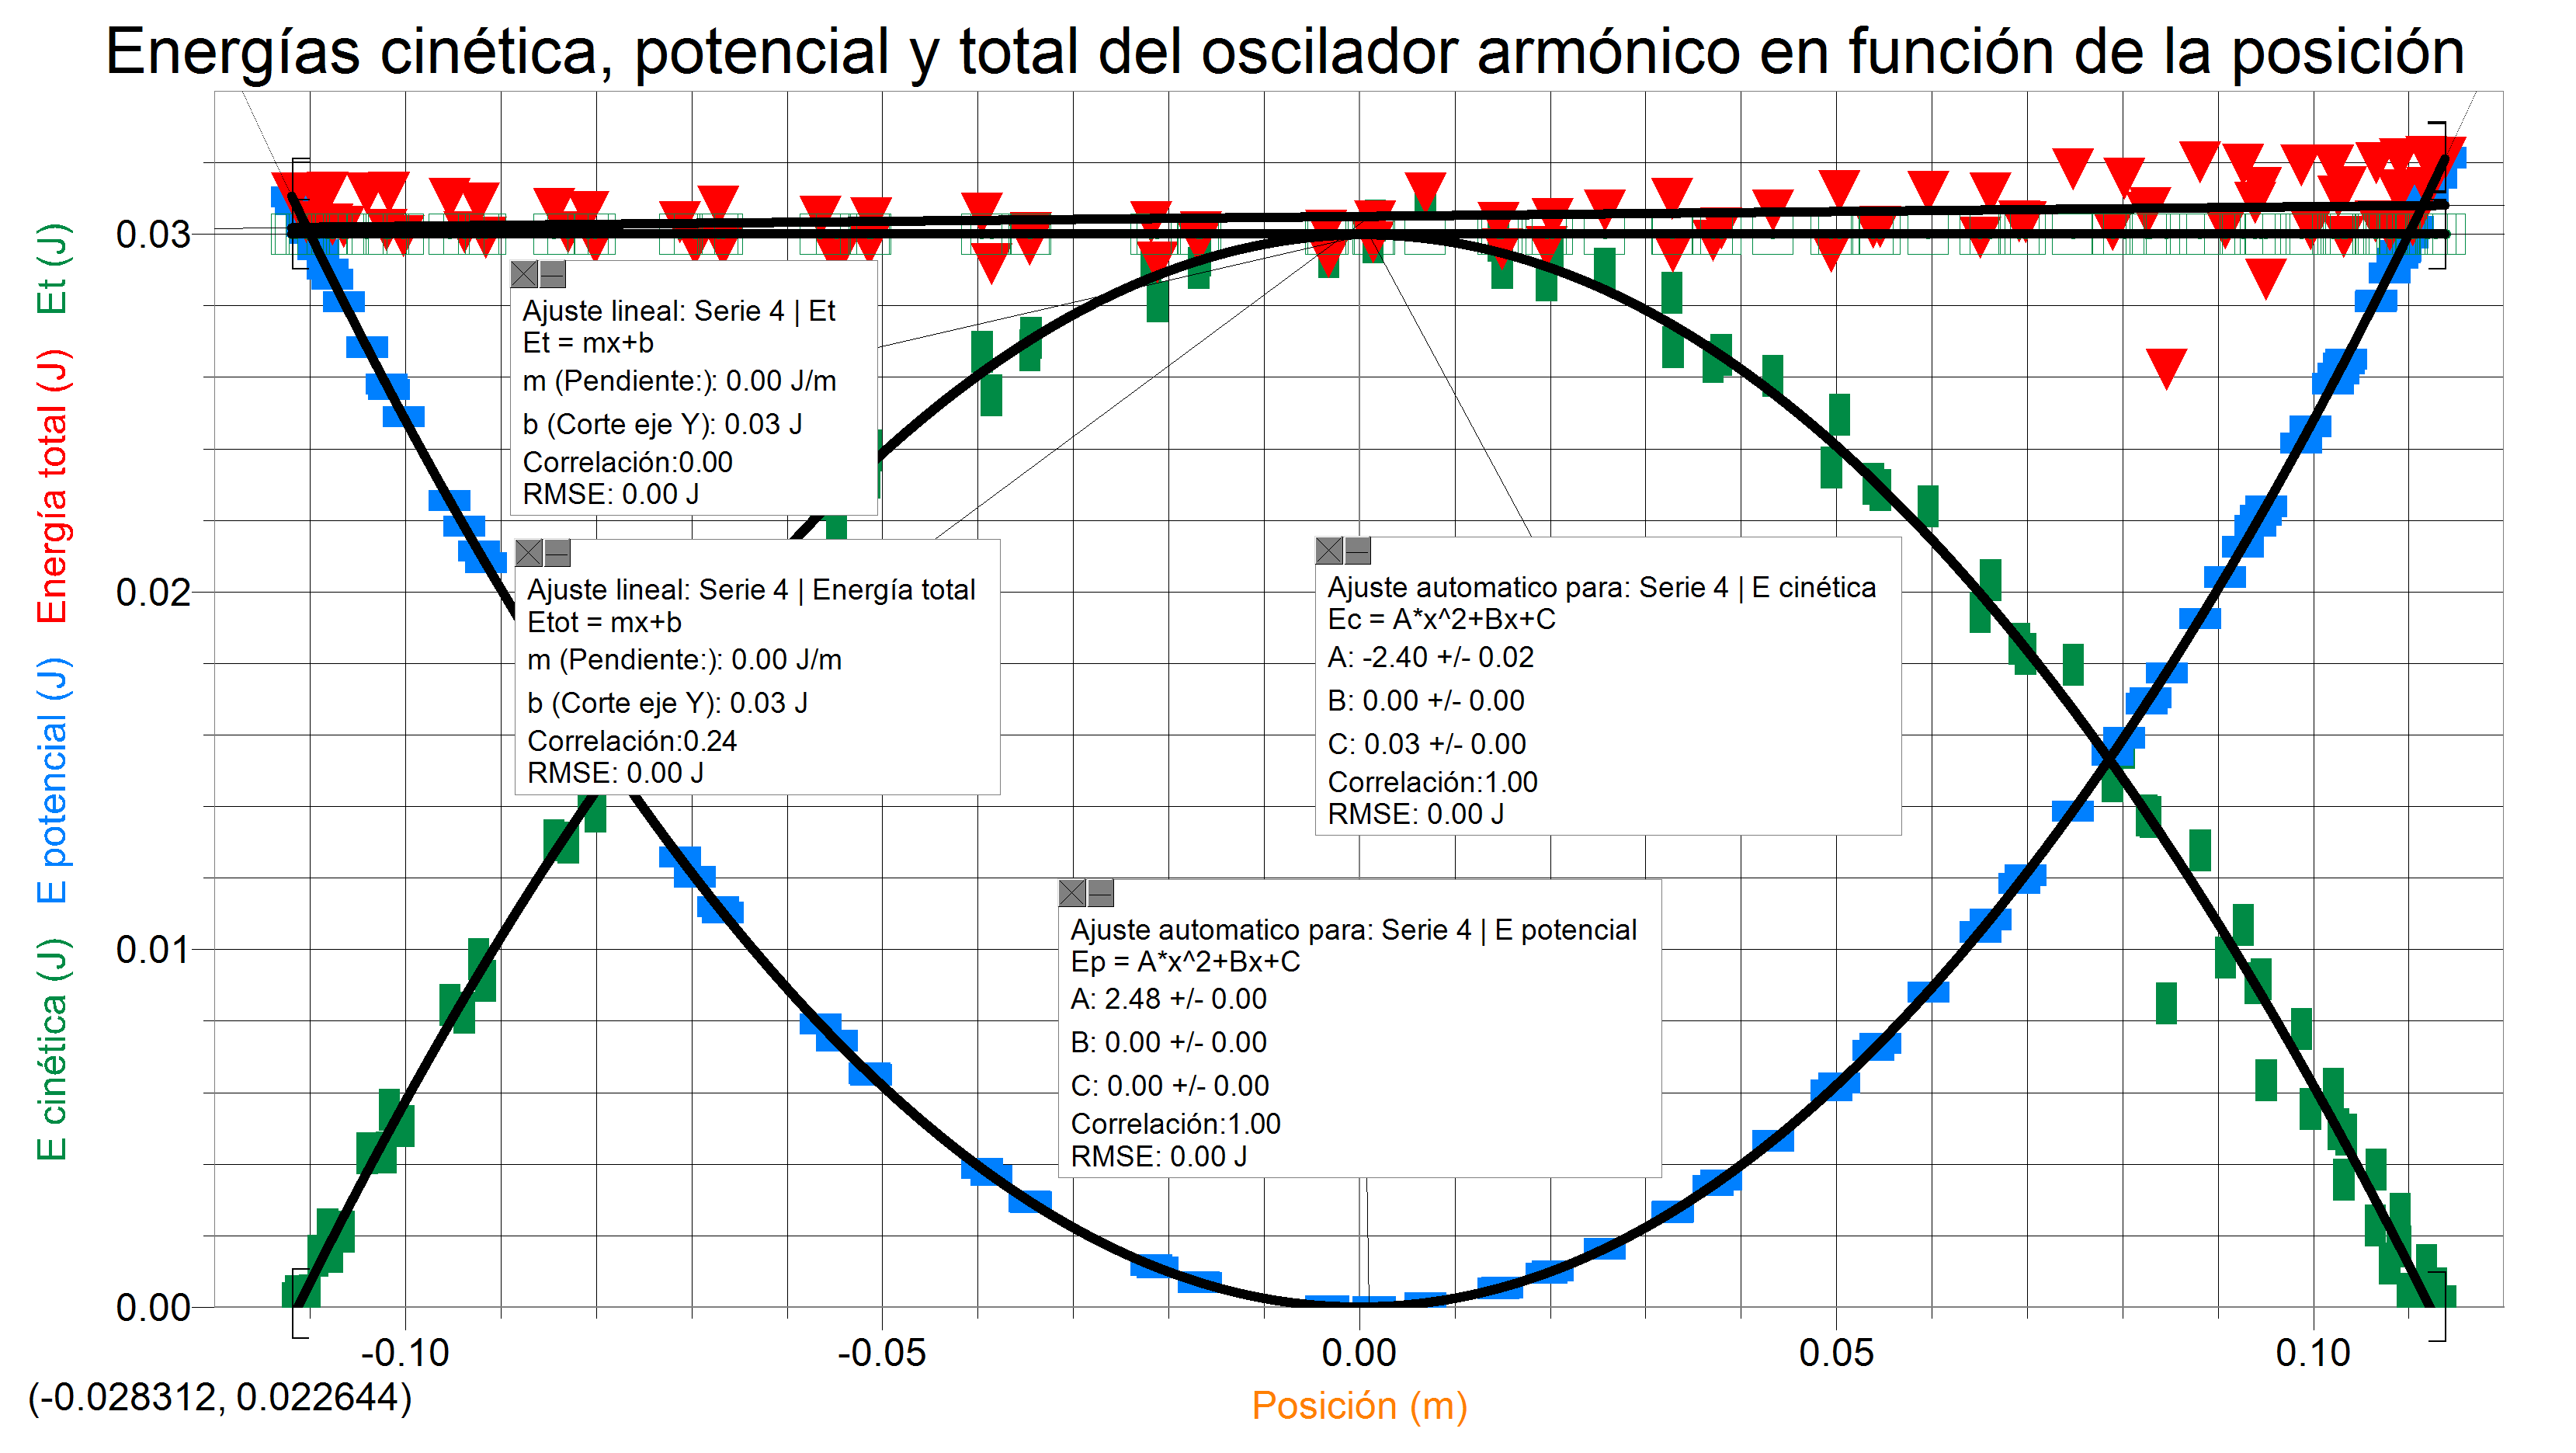 Energías cinética, potencial y total del oscilador armónico en función de la posición
E cinética (J) E potencial (J) Energía total (J) Et (J)
0.03
0.02
0.01
0.00
Ajuste lineal: Serie 4 | Et
Et = mx+b
m (Pendiente:): 0.00 J/m
b (Corte eje Y): 0.03 J
Correlación:0.00
RMSE: 0.00 J
Ajuste lineal: Serie 4 | Energía total
Etot = mx+b
m (Pendiente:): 0.00 J/m
b (Corte eje Y): 0.03 J
Correlación:0.24
RMSE: 0.00 J
Ajuste automatico para: Serie 4 | E cinética
Ec = A*x^2+Bx+C
A: -2.40 +/- 0.02
B: 0.00 +/- 0.00
C: 0.03 +/- 0.00
Correlación:1.00
RMSE: 0.00 J
Ajuste automatico para: Serie 4 | E potencial
Ep = A*x^2+Bx+C
A: 2.48 +/- 0.00
B: 0.00 +/- 0.00
C: 0.00 +/- 0.00
Correlación:1.00
RMSE: 0.00 J
-0.10 -0.05 0.00 0.05 0.10
(-0.028312, 0.022644)
Posición (m)